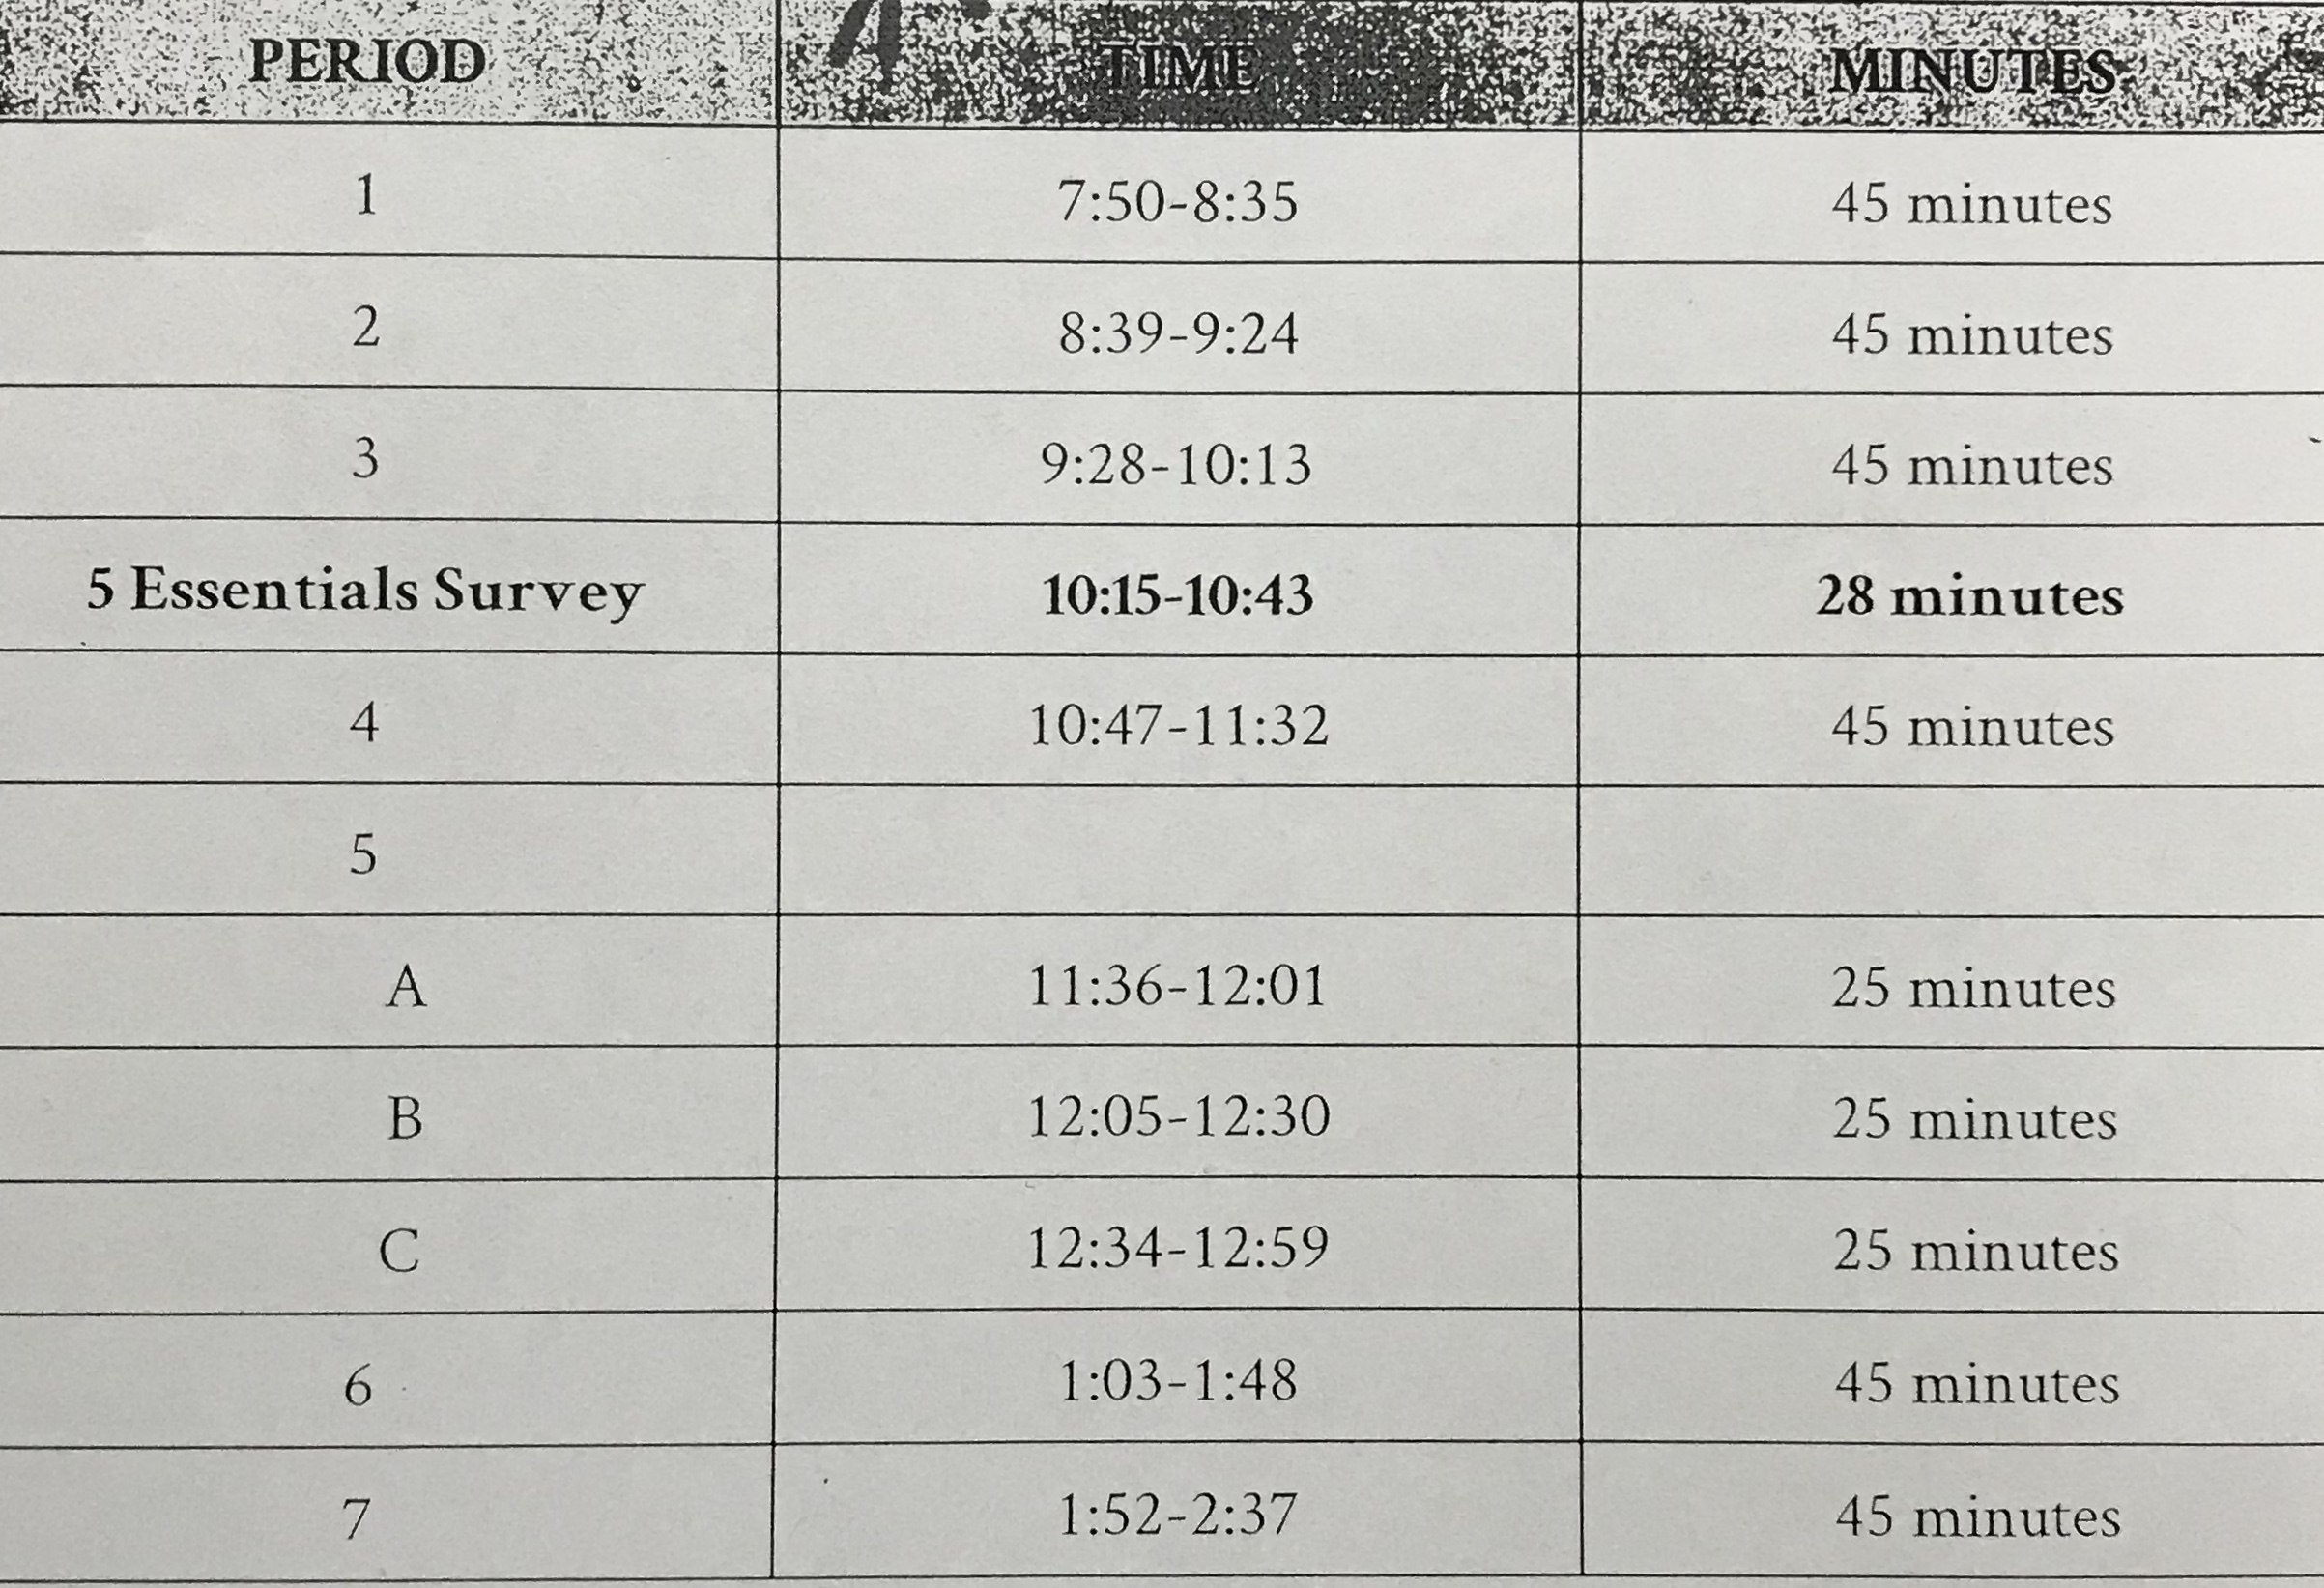 PERIOD TIME MINUTES
1 7:50-8:35 45 minutes
2 8:39-9:24 45 minutes
3 9:28-10:13 45 minutes
5 Essentials Survey 10:15-10:43 28 minutes
4 10:47-11:32 45 minutes
5
A 11:36-12:01 25 minutes
B 12:05-12:30 25 minutes
C 12:34-12:59 25 minutes
6 1:03-1:48 45 minutes
7 1:52-2:37 45 minutes